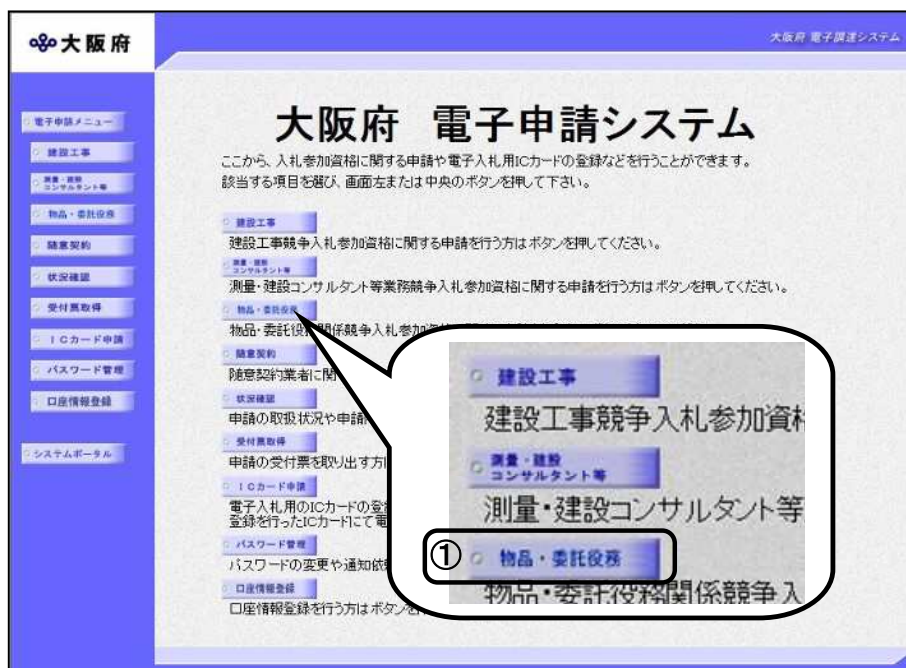 大阪府
大阪府 電子調達システム
電子申請メニュー
建設工事
測量・建設
コンサルタント等
物品・委託役務
随意契約
状況確認
受付票取得
ICカード申請
パスワード管理
口座情報登録
システムポータル
大阪府 電子申請システム
ここから、入札参加資格に関する申請や電子入札用ICカードの登録などを行うことができます。
該当する項目を選び、画面左または中央のボタンを押して下さい。
建設工事
建設工事競争入札参加資格に関する申請を行う方はボタンを押してください。
測量・建設
コンサルタント等
測量・建設コンサルタント等業務競争入札参加資格に関する申請を行う方はボタンを押してください。
物品・委託役務
物品・委託役務関係競争入札参加
随意契約
随意契約業者に関
状況確認
申請の取扱状況や申請
受付票取得
申請の受付票を取り出す方
ICカード申請
電子入札用のICカードの登
登録を行ったICカードにて電
パスワード管理
パスワードの変更や通知依
口座情報登録
口座情報登録を行う方はボタンを
建設工事
建設工事競争入札参加資格
測量・建設
コンサルタント等
測量・建設コンサルタント等
① 物品・委託役務
物品・委託役務関係競争入